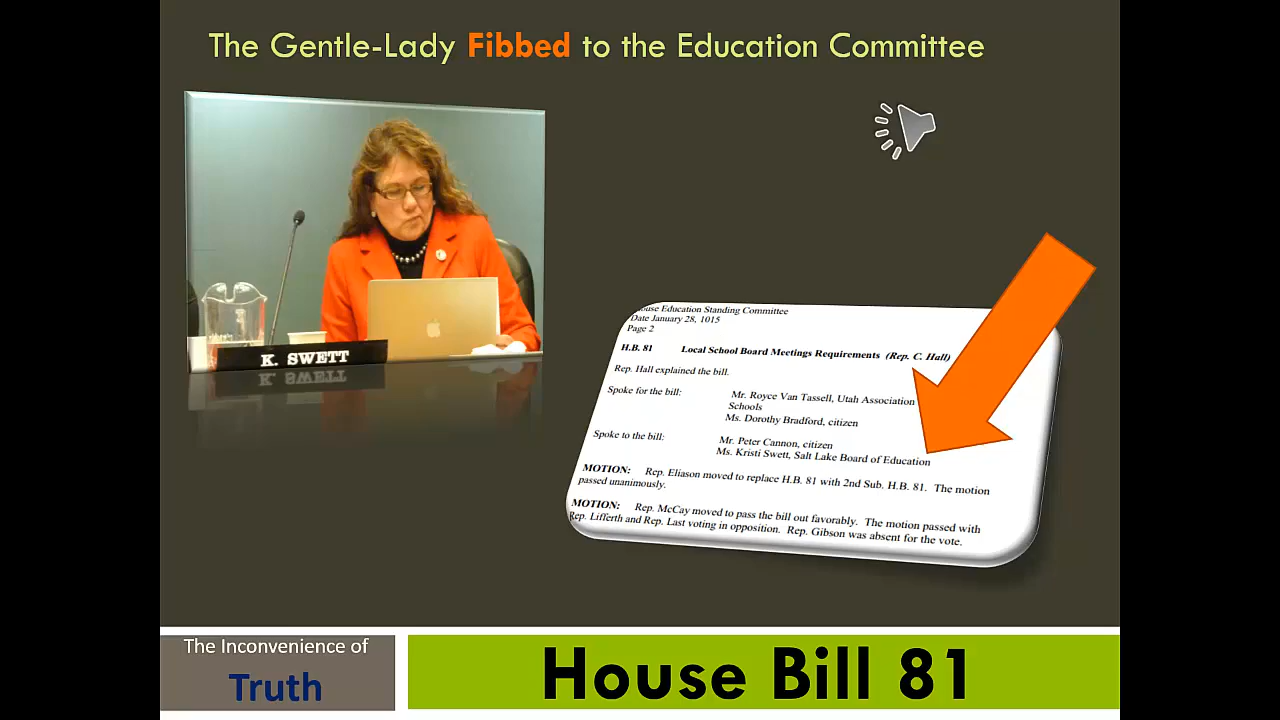 The Gentle-Lady Fibbed to the Education Committee
K. SWETT
House Education Standing Committee
Date January 28, 1015
Page 2
H.B. 81 Local School Board Meetings Requirements (Rep. C. Hall)
Rep. Hall explained the bill.
Spoke for the bill: Mr. Royce Van Tassell, Utah Association
Schools
Ms. Dorothy Bradford, citizen
Spoke to the bill: Mr. Peter Cannon, citizen
Ms. Kristi Swett, Salt Lake Board of Education
MOTION: Rep. Eliason moved to replace H.B. 81 with 2nd Sub. H.B. 81. The motion
passed unanimously.
MOTION: Rep. McCay moved to pass the bill out favorably. The motion passed with
Rep. Lifferth and Rep. Last voting in opposition. Rep. Gibson was absent for the vote.
The Inconvenience of
Truth
House Bill 81